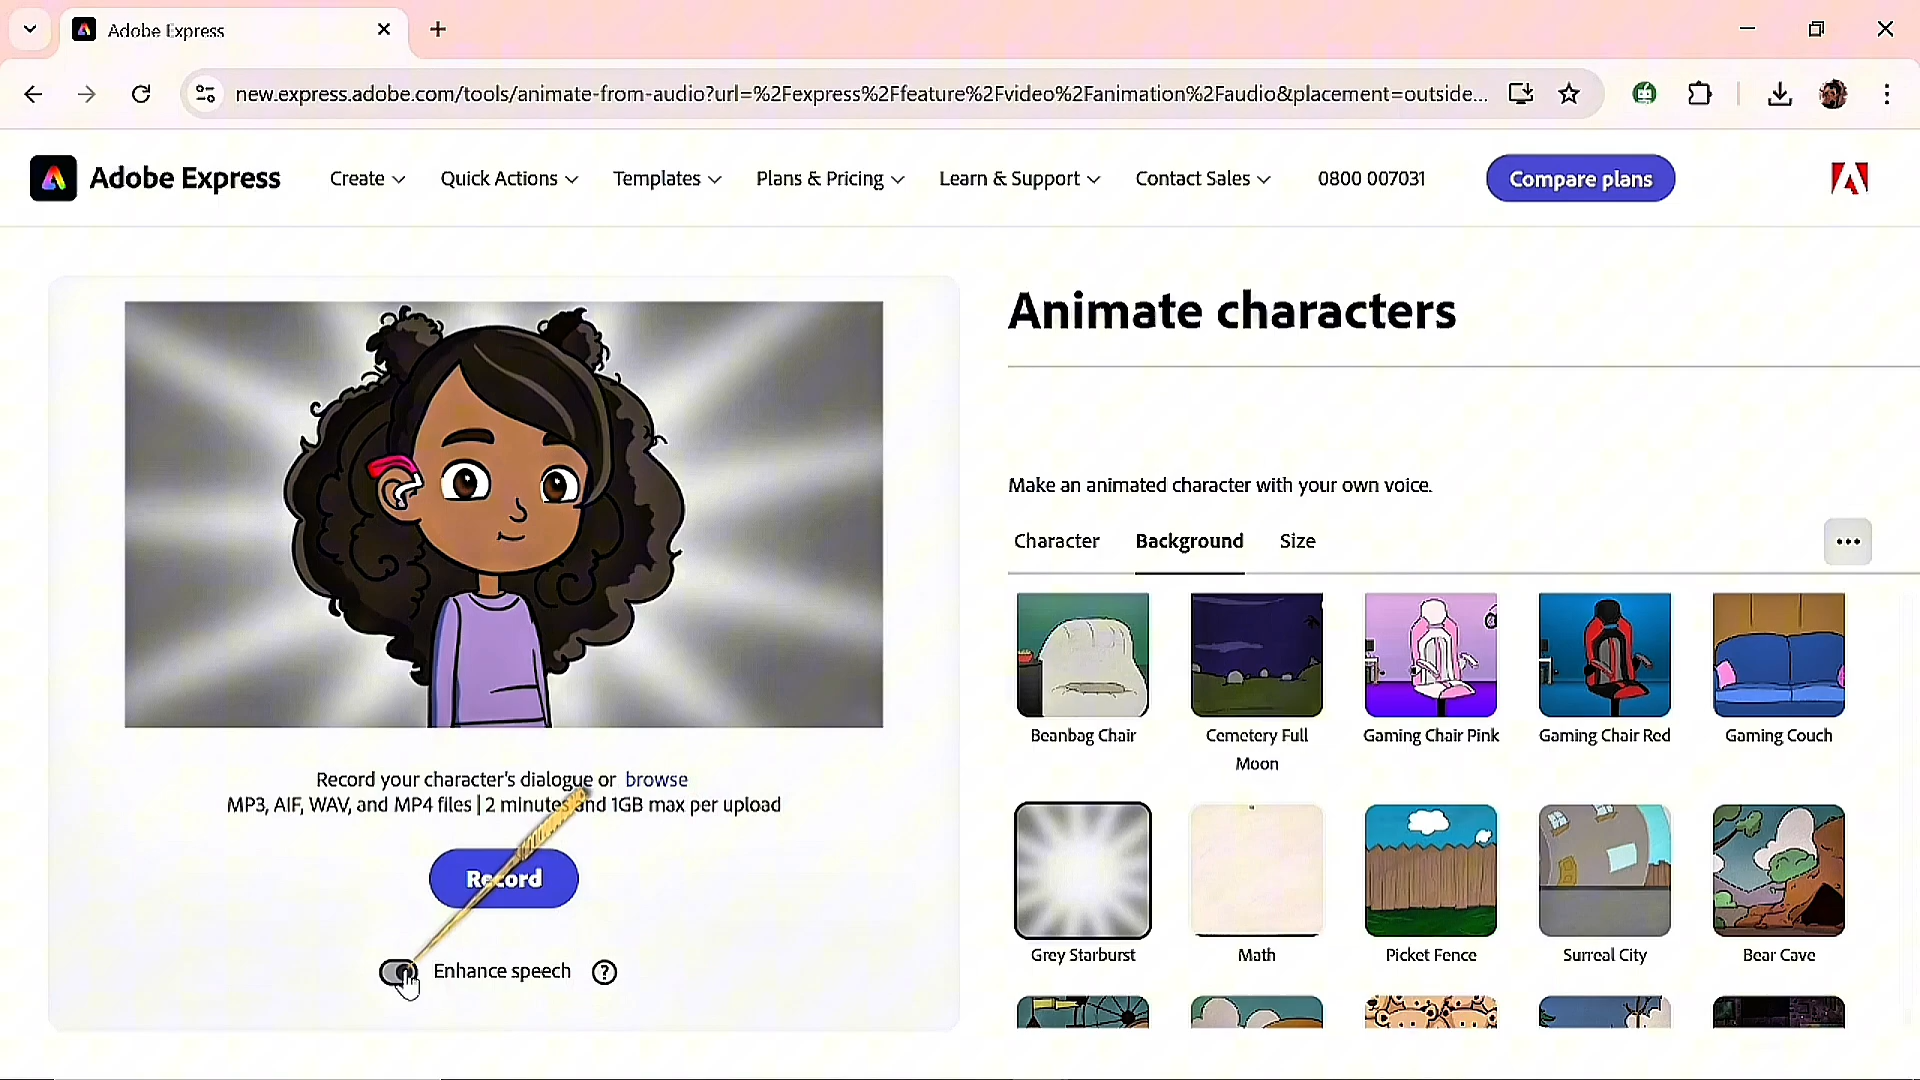 Adobe Express
new.express.adobe.com/tools/animate-from-audio?url=%2Fexpress%2Ffeature%2Fvideo%2Fanimation%2Faudio&placement=outside...
Adobe Express
Create
Quick Actions
Templates
Plans & Pricing
Learn & Support
Contact Sales
0800 007031
Compare plans
Animate characters
Make an animated character with your own voice.
Character
Background
Size
Beanbag Chair
Cemetery Full
Moon
Gaming Chair Pink
Gaming Chair Red
Gaming Couch
Grey Starburst
Math
Picket Fence
Surreal City
Bear Cave
Record your character's dialogue or browse
MP3, AIF, WAV, and MP4 files | 2 minutes and 1GB max per upload
Record
Enhance speech